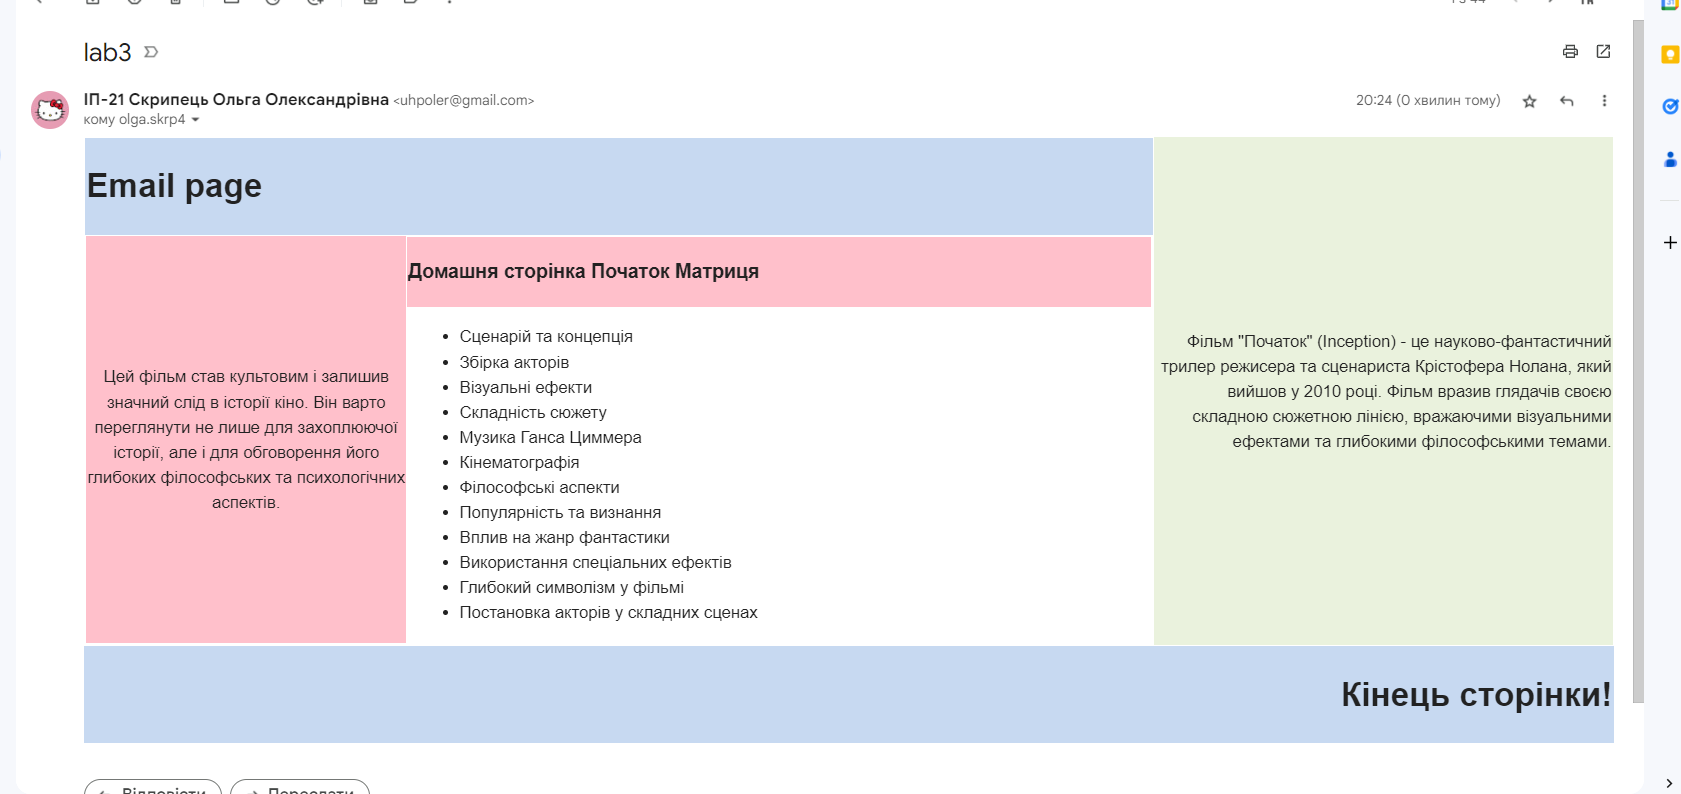 lab3
ІП-21 Скрипець Ольга Олександрівна <uhpoler@gmail.com>
20:24 (0 хвилин тому)
кому olga.skrp4
Email page
Домашня сторінка Початок Матриця
Цей фільм став культовим і залишив
значний слід в історії кіно. Він варто
переглянути не лише для захоплюючої
історії, але і для обговорення його
глибоких філософських та психологічних
аспектів.
Сценарій та концепція
Збірка акторів
Візуальні ефекти
Складність сюжету
Музика Ганса Циммера
Кінематографія
Філософські аспекти
Популярність та визнання
Вплив на жанр фантастики
Використання спеціальних ефектів
Глибокий символізм у фільмі
Постановка акторів у складних сценах
Фільм "Початок" (Inception) - це науково-фантастичний
трилер режисера та сценариста Крістофера Нолана, який
вийшов у 2010 році. Фільм вразив глядачів своєю
складною сюжетною лінією, вражаючими візуальними
ефектами та глибокими філософськими темами.
Кінець сторінки!
Відповісти
Переслати